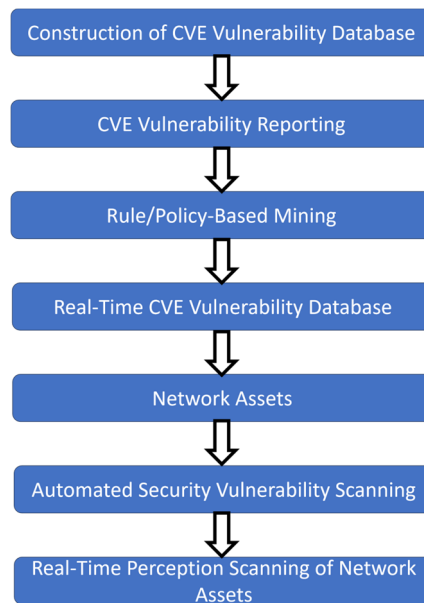 Construction of CVE Vulnerability Database
CVE Vulnerability Reporting
Rule/Policy-Based Mining
Real-Time CVE Vulnerability Database
Network Assets
Automated Security Vulnerability Scanning
Real-Time Perception Scanning of Network
Assets